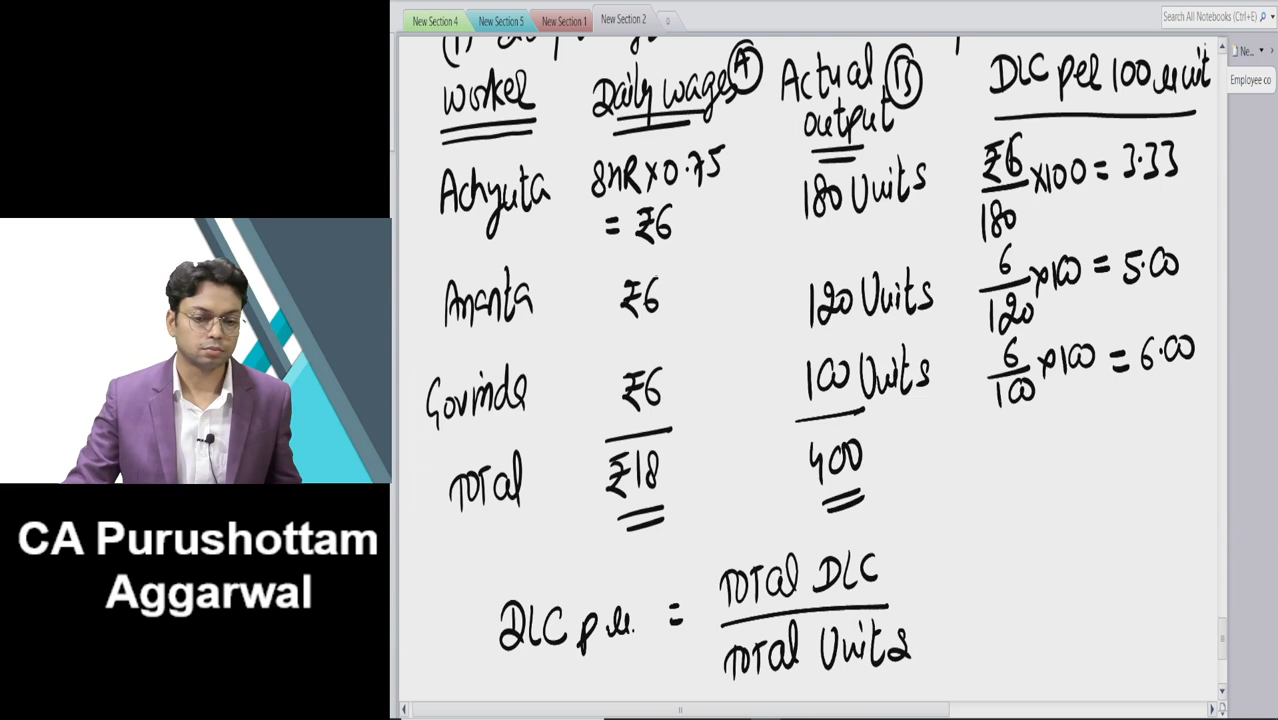 New Section 4 New Section 5 New Section 1 New Section 2
Search All Notebooks (Ctrl+E)
Ne...
Employee co
worker Daily wages (A) Actual output (B) DLC per 100 unit
Achyuta 8HR×0.75 = ₹6 180 Units ₹6/180 ×100 = 3.33
Ananta ₹6 120 Units 6/120 ×100 = 5.00
Govinda ₹6 100 Units 6/100 ×100 = 6.00
Total ₹18 400
DLC p.u. = Total DLC / Total Units
CA Purushottam
Aggarwal